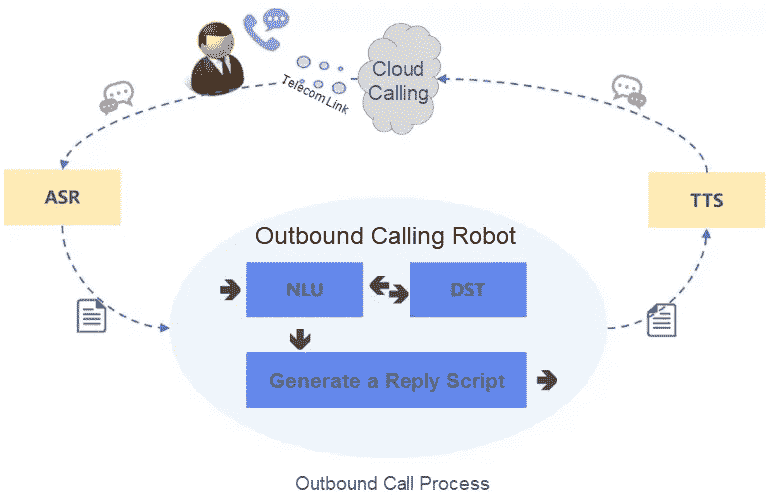 Cloud
Calling
Telecom Link
ASR
TTS
Outbound Calling Robot
NLU
DST
Generate a Reply Script
Outbound Call Process